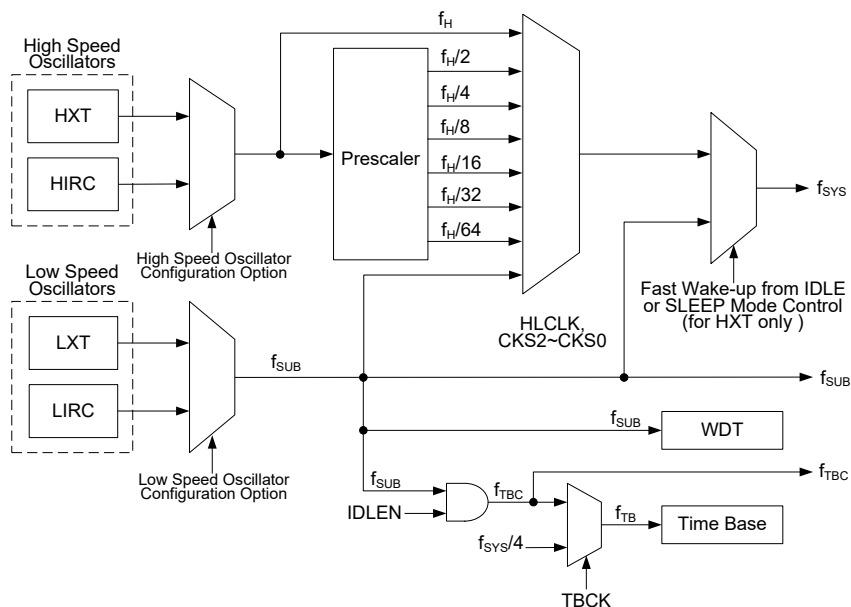 High Speed
Oscillators
HXT
HIRC
High Speed Oscillator
Configuration Option
fH
Prescaler
fH/2
fH/4
fH/8
fH/16
fH/32
fH/64
HLCLK,
CKS2~CKS0
fSYS
Fast Wake-up from IDLE
or SLEEP Mode Control
(for HXT only )
Low Speed
Oscillators
LXT
LIRC
Low Speed Oscillator
Configuration Option
fSUB
fSUB
fSUB
WDT
fSUB
IDLEN
fTBC
fTBC
fSYS/4
fTB
Time Base
TBCK